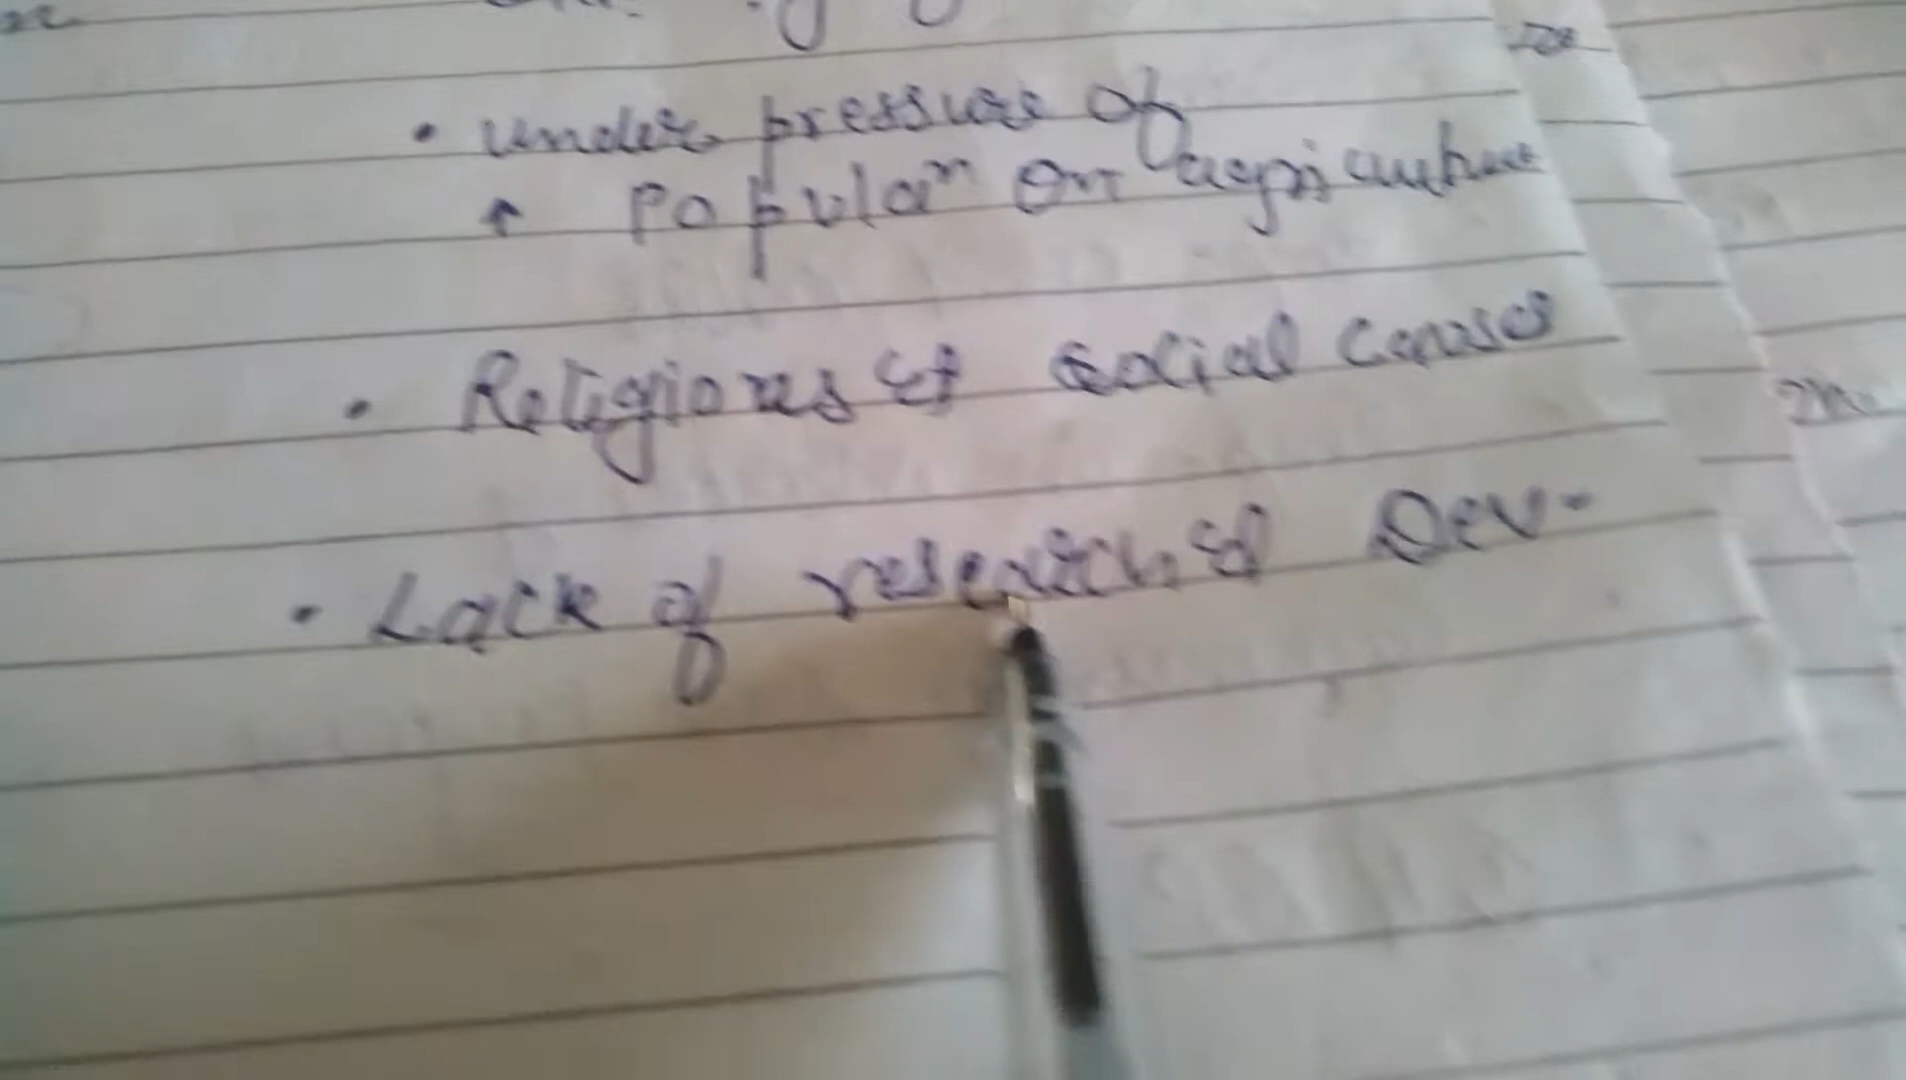 • under pressure of
↑ Populaⁿ on agriculture
• Religious & social causes
• Lack of research & Dev.